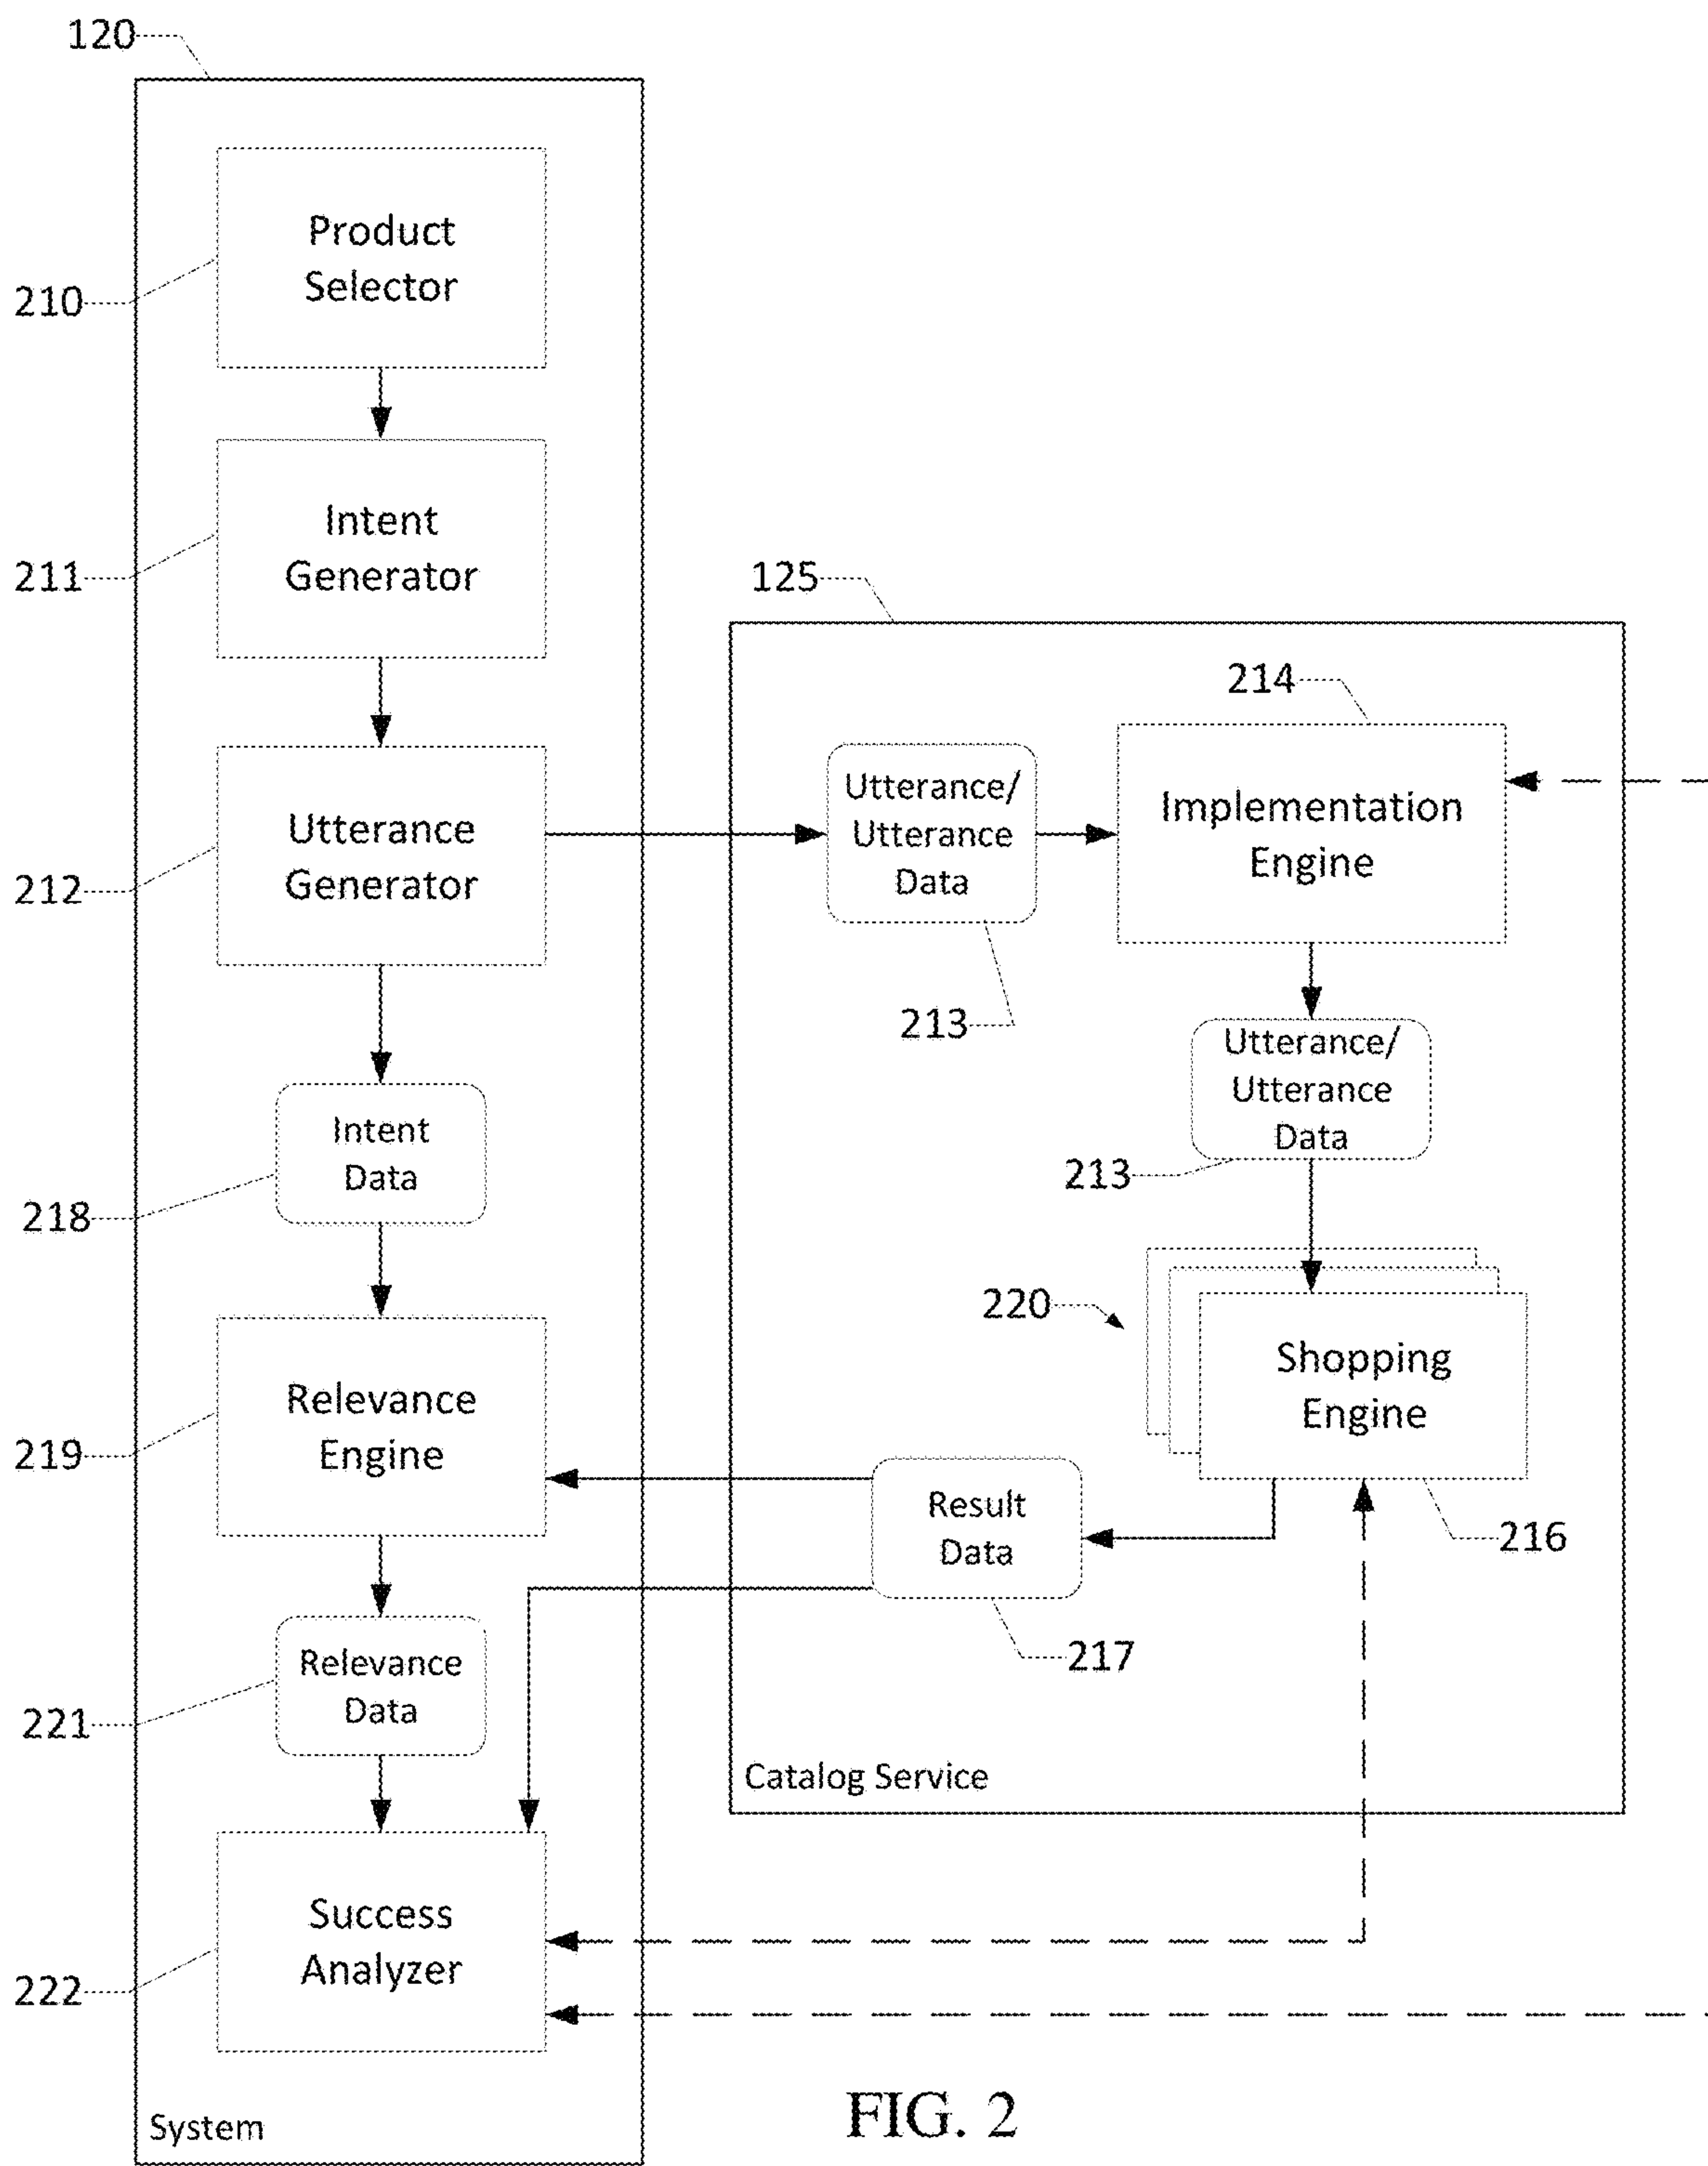 120
Product
Selector
210
Intent
Generator
211
125
214
Utterance
Generator
212
Utterance/
Utterance
Data
213
Implementation
Engine
Utterance/
Utterance
Data
213
Intent
Data
218
220
Shopping
Engine
216
Relevance
Engine
219
Result
Data
217
Relevance
Data
221
Catalog Service
Success
Analyzer
222
System
FIG. 2